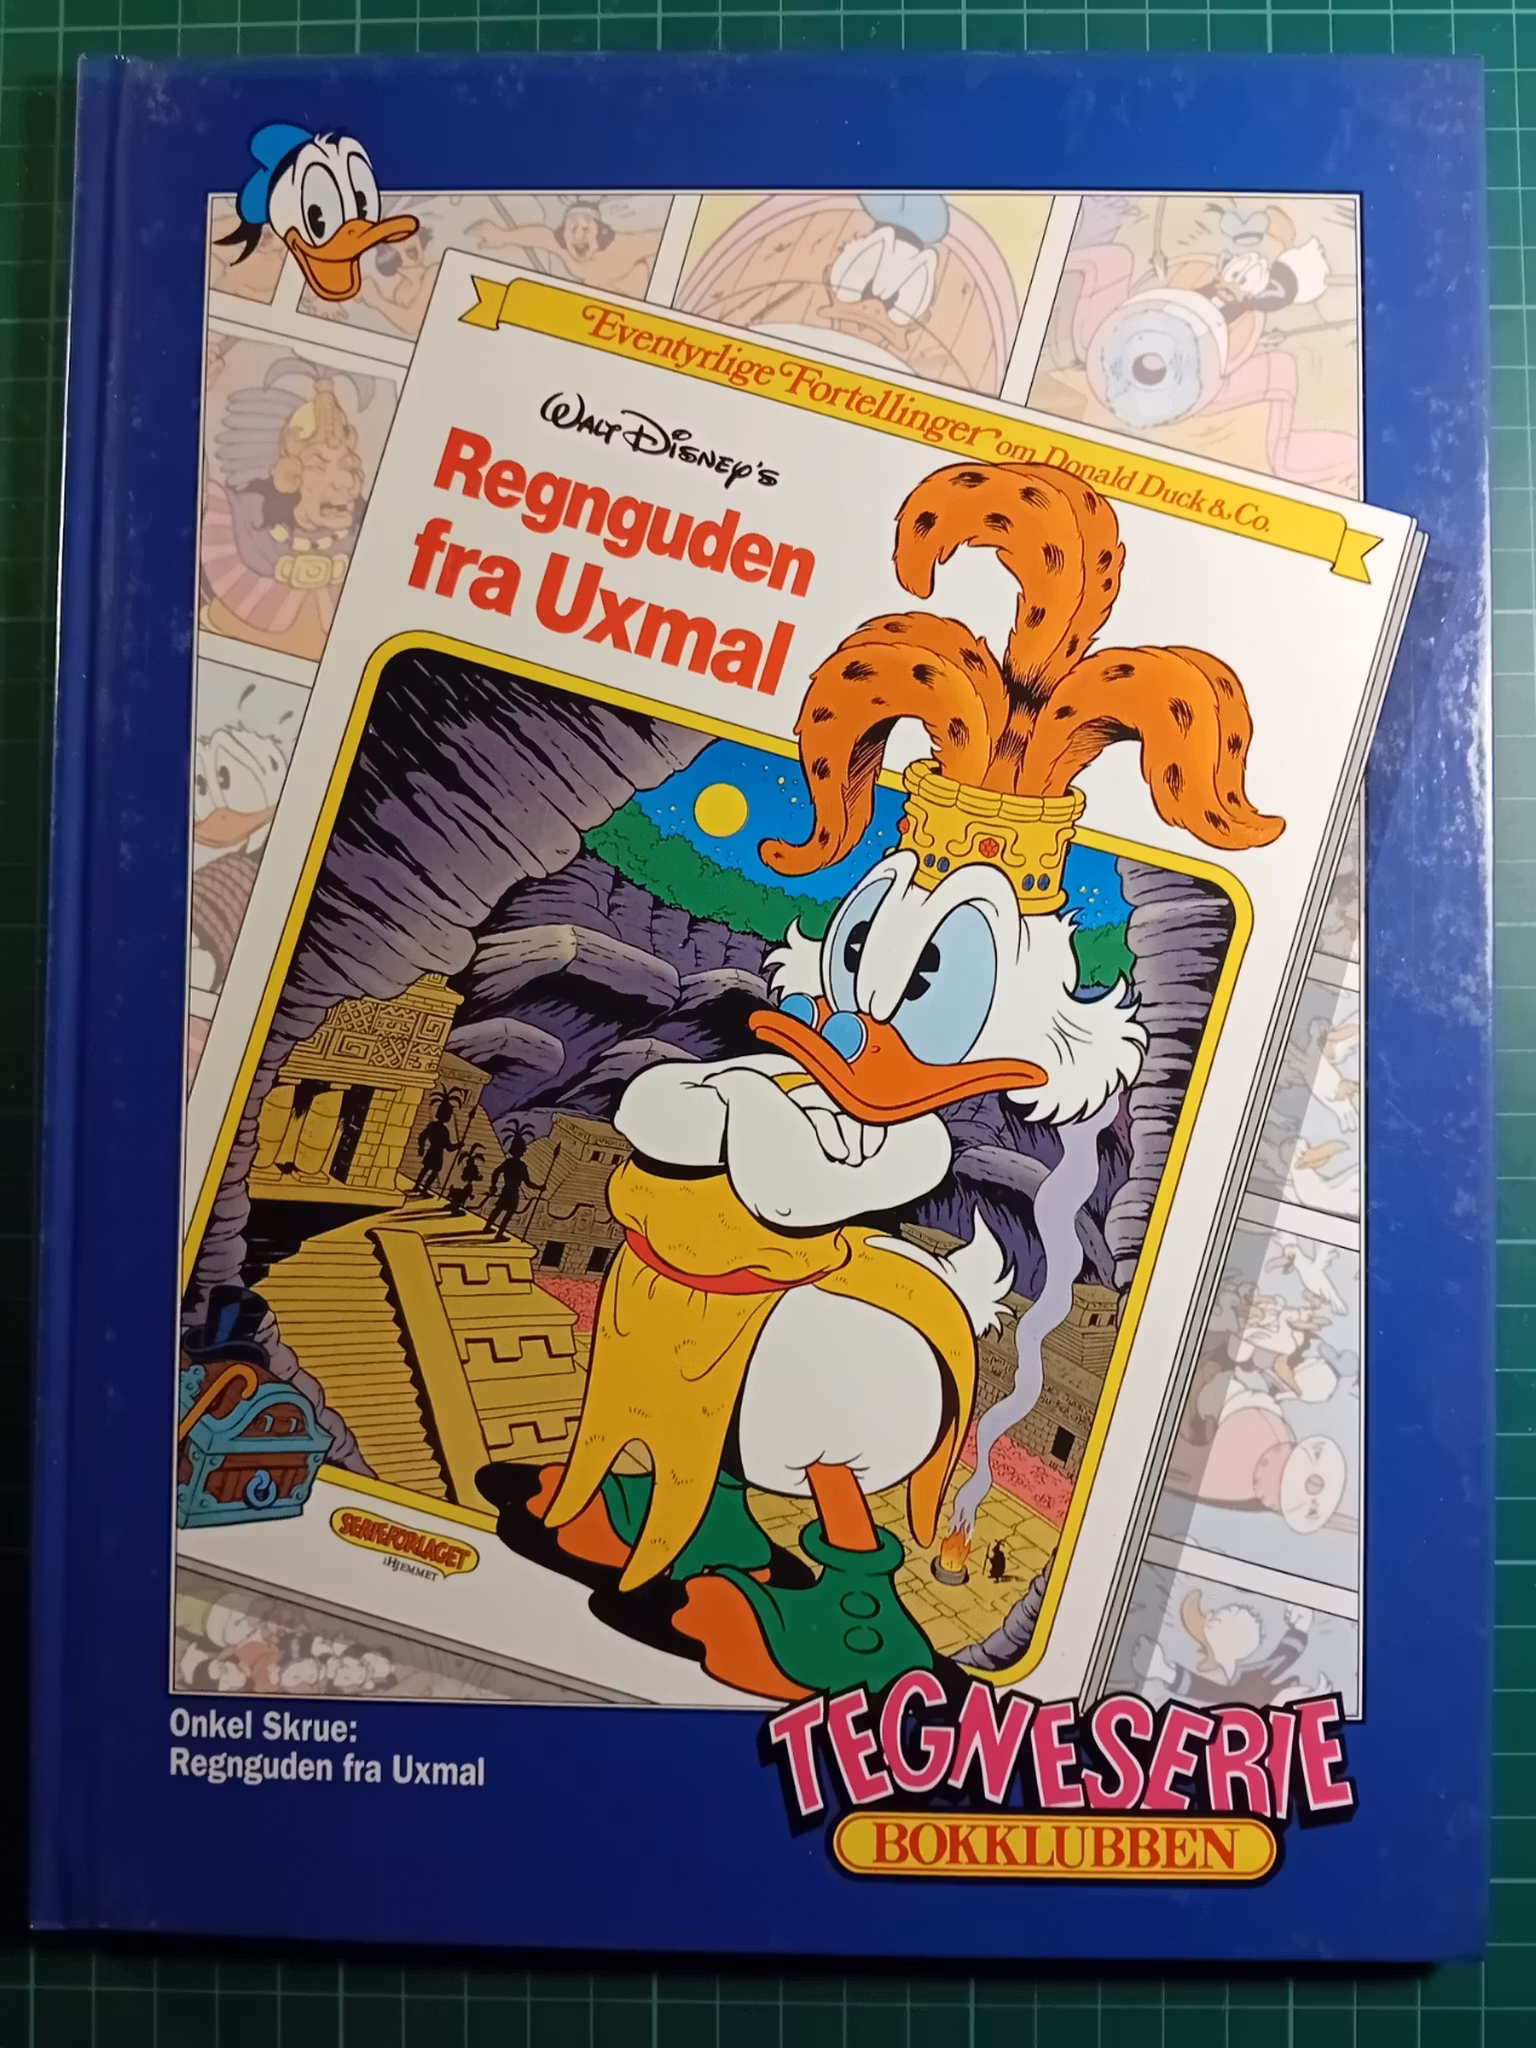 Eventyrlige Fortellinger om Donald Duck & Co.
WALT DISNEY'S
Regnguden
fra Uxmal
SERIEFORLAGET
HJEMMET
Onkel Skrue:
Regnguden fra Uxmal
TEGNESERIE
BOKKLUBBEN